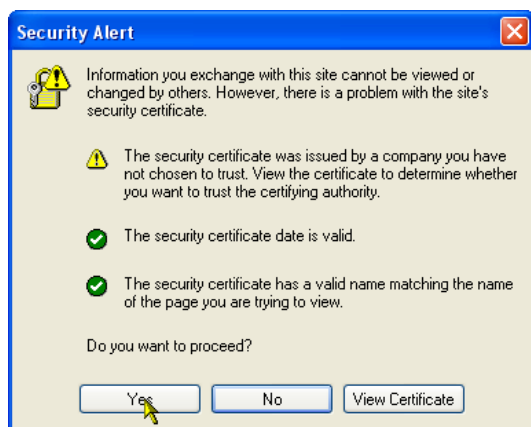 Security Alert
Information you exchange with this site cannot be viewed or
changed by others. However, there is a problem with the site's
security certificate.
The security certificate was issued by a company you have
not chosen to trust. View the certificate to determine whether
you want to trust the certifying authority.
The security certificate date is valid.
The security certificate has a valid name matching the name
of the page you are trying to view.
Do you want to proceed?
Yes No View Certificate